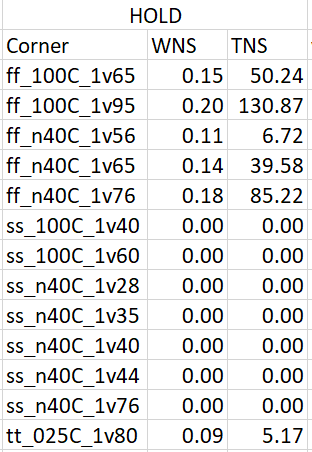 HOLD
Corner WNS TNS
ff_100C_1v65 0.15 50.24
ff_100C_1v95 0.20 130.87
ff_n40C_1v56 0.11 6.72
ff_n40C_1v65 0.14 39.58
ff_n40C_1v76 0.18 85.22
ss_100C_1v40 0.00 0.00
ss_100C_1v60 0.00 0.00
ss_n40C_1v28 0.00 0.00
ss_n40C_1v35 0.00 0.00
ss_n40C_1v40 0.00 0.00
ss_n40C_1v44 0.00 0.00
ss_n40C_1v76 0.00 0.00
tt_025C_1v80 0.09 5.17